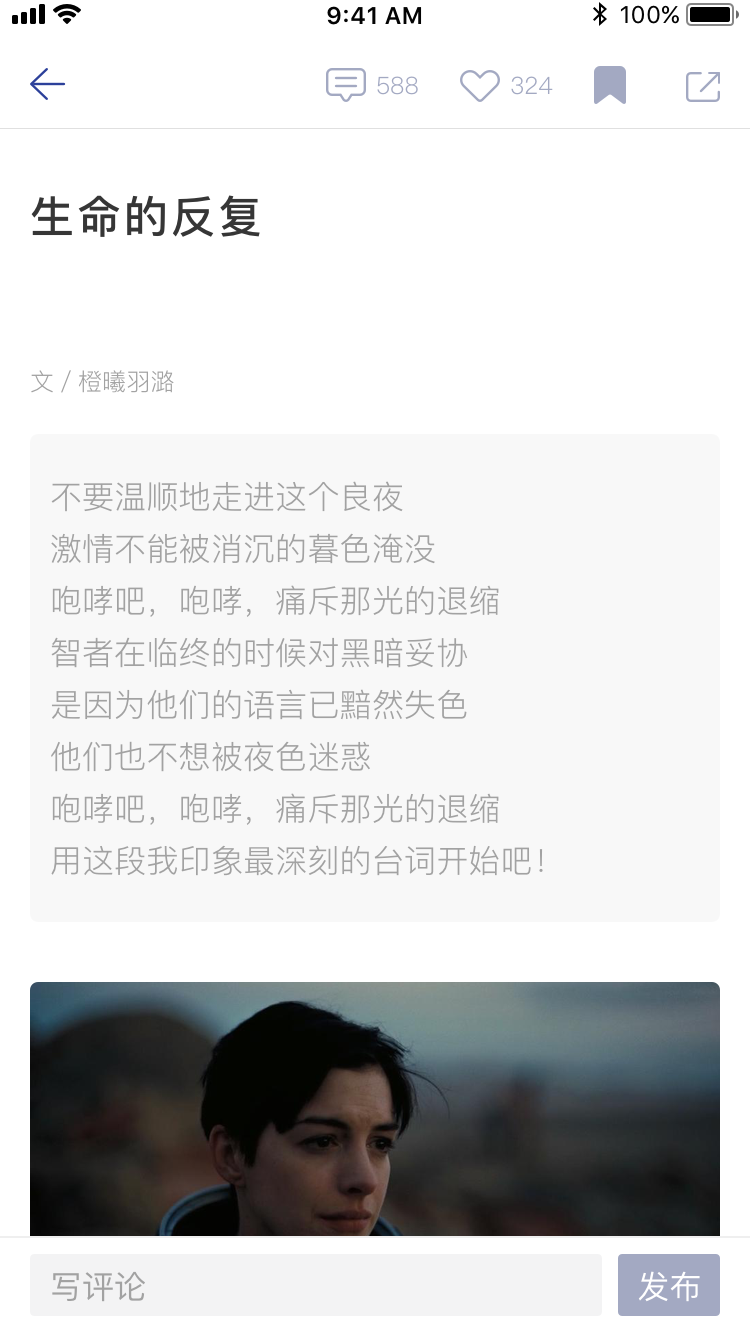 9:41 AM
100%
588
324
生命的反复
文 / 橙曦羽潞
不要温顺地走进这个良夜
激情不能被消沉的暮色淹没
咆哮吧，咆哮，痛斥那光的退缩
智者在临终的时候对黑暗妥协
是因为他们的语言已黯然失色
他们也不想被夜色迷惑
咆哮吧，咆哮，痛斥那光的退缩
用这段我印象最深刻的台词开始吧！
写评论
发布